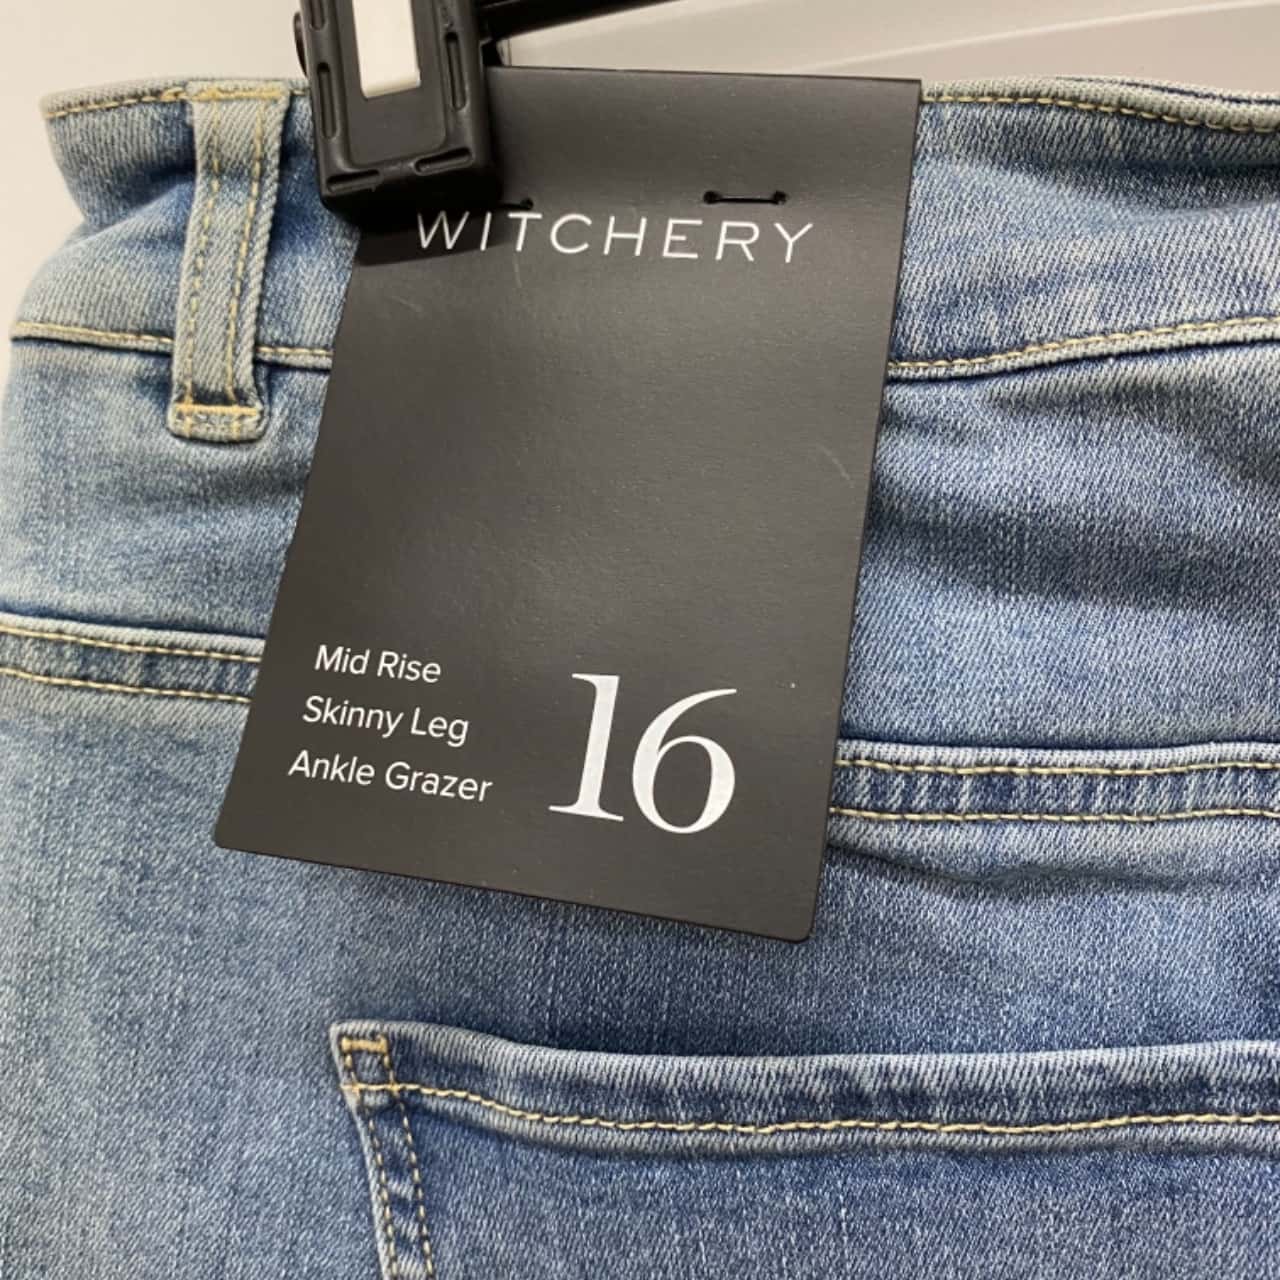 WITCHERY
Mid Rise
Skinny Leg
Ankle Grazer
16